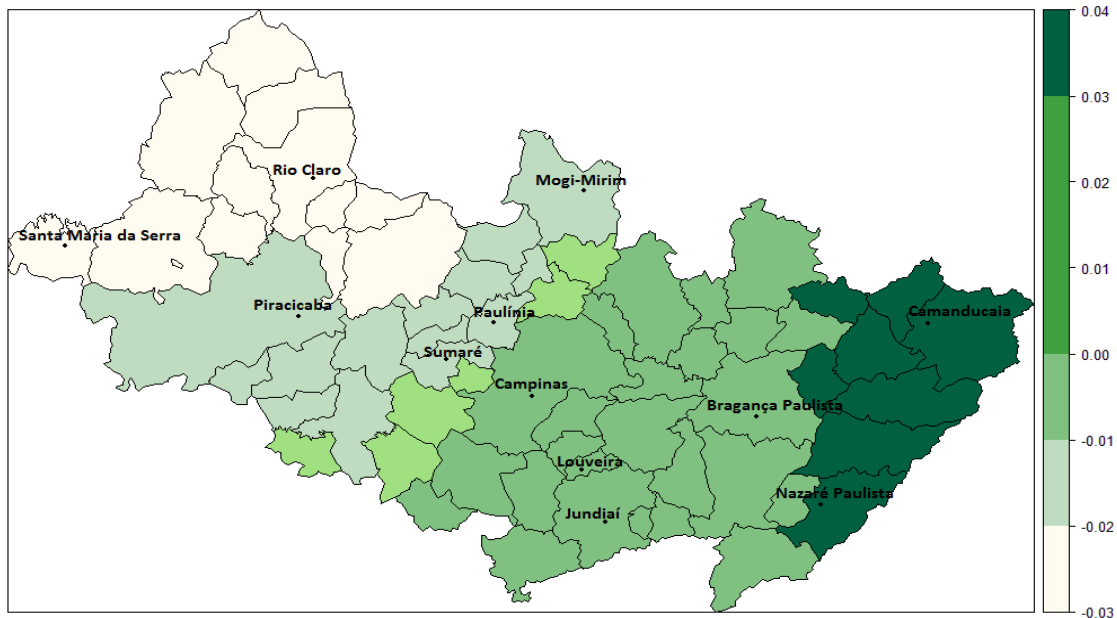 0.04
0.03
Rio Claro
Mogi-Mirim
0.02
Santa Maria da Serra
0.01
Piracicaba
Paulínia
Camanducaia
Sumaré
0.00
Campinas
Bragança Paulista
-0.01
Louveira
Nazaré Paulista
Jundiaí
-0.02
-0.03